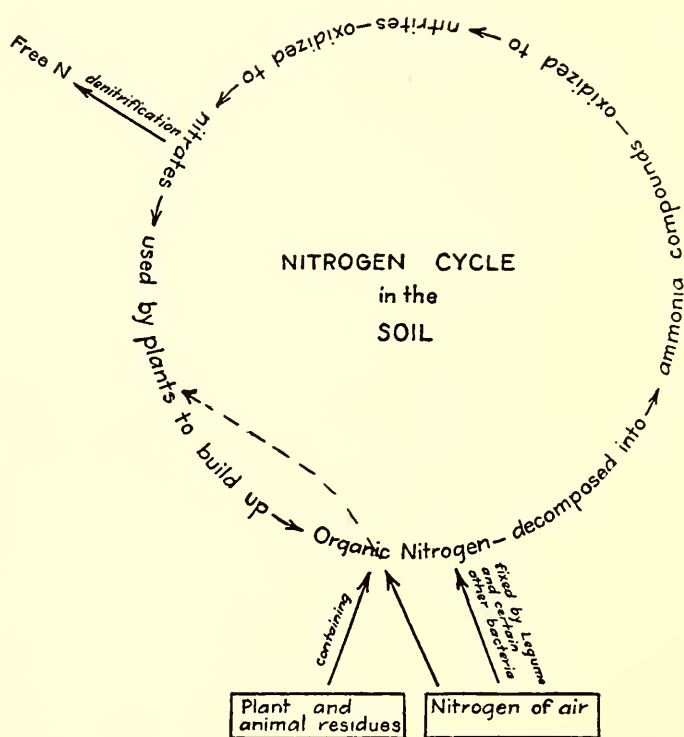 NITROGEN CYCLE
in the
SOIL
Organic Nitrogen—decomposed into
ammonia compounds—oxidized to
nitrites—oxidized to
nitrates
used by plants to build up
denitrification
Free N
containing
Plant and
animal residues
Nitrogen of air
fixed by Legume
and certain
other bacteria